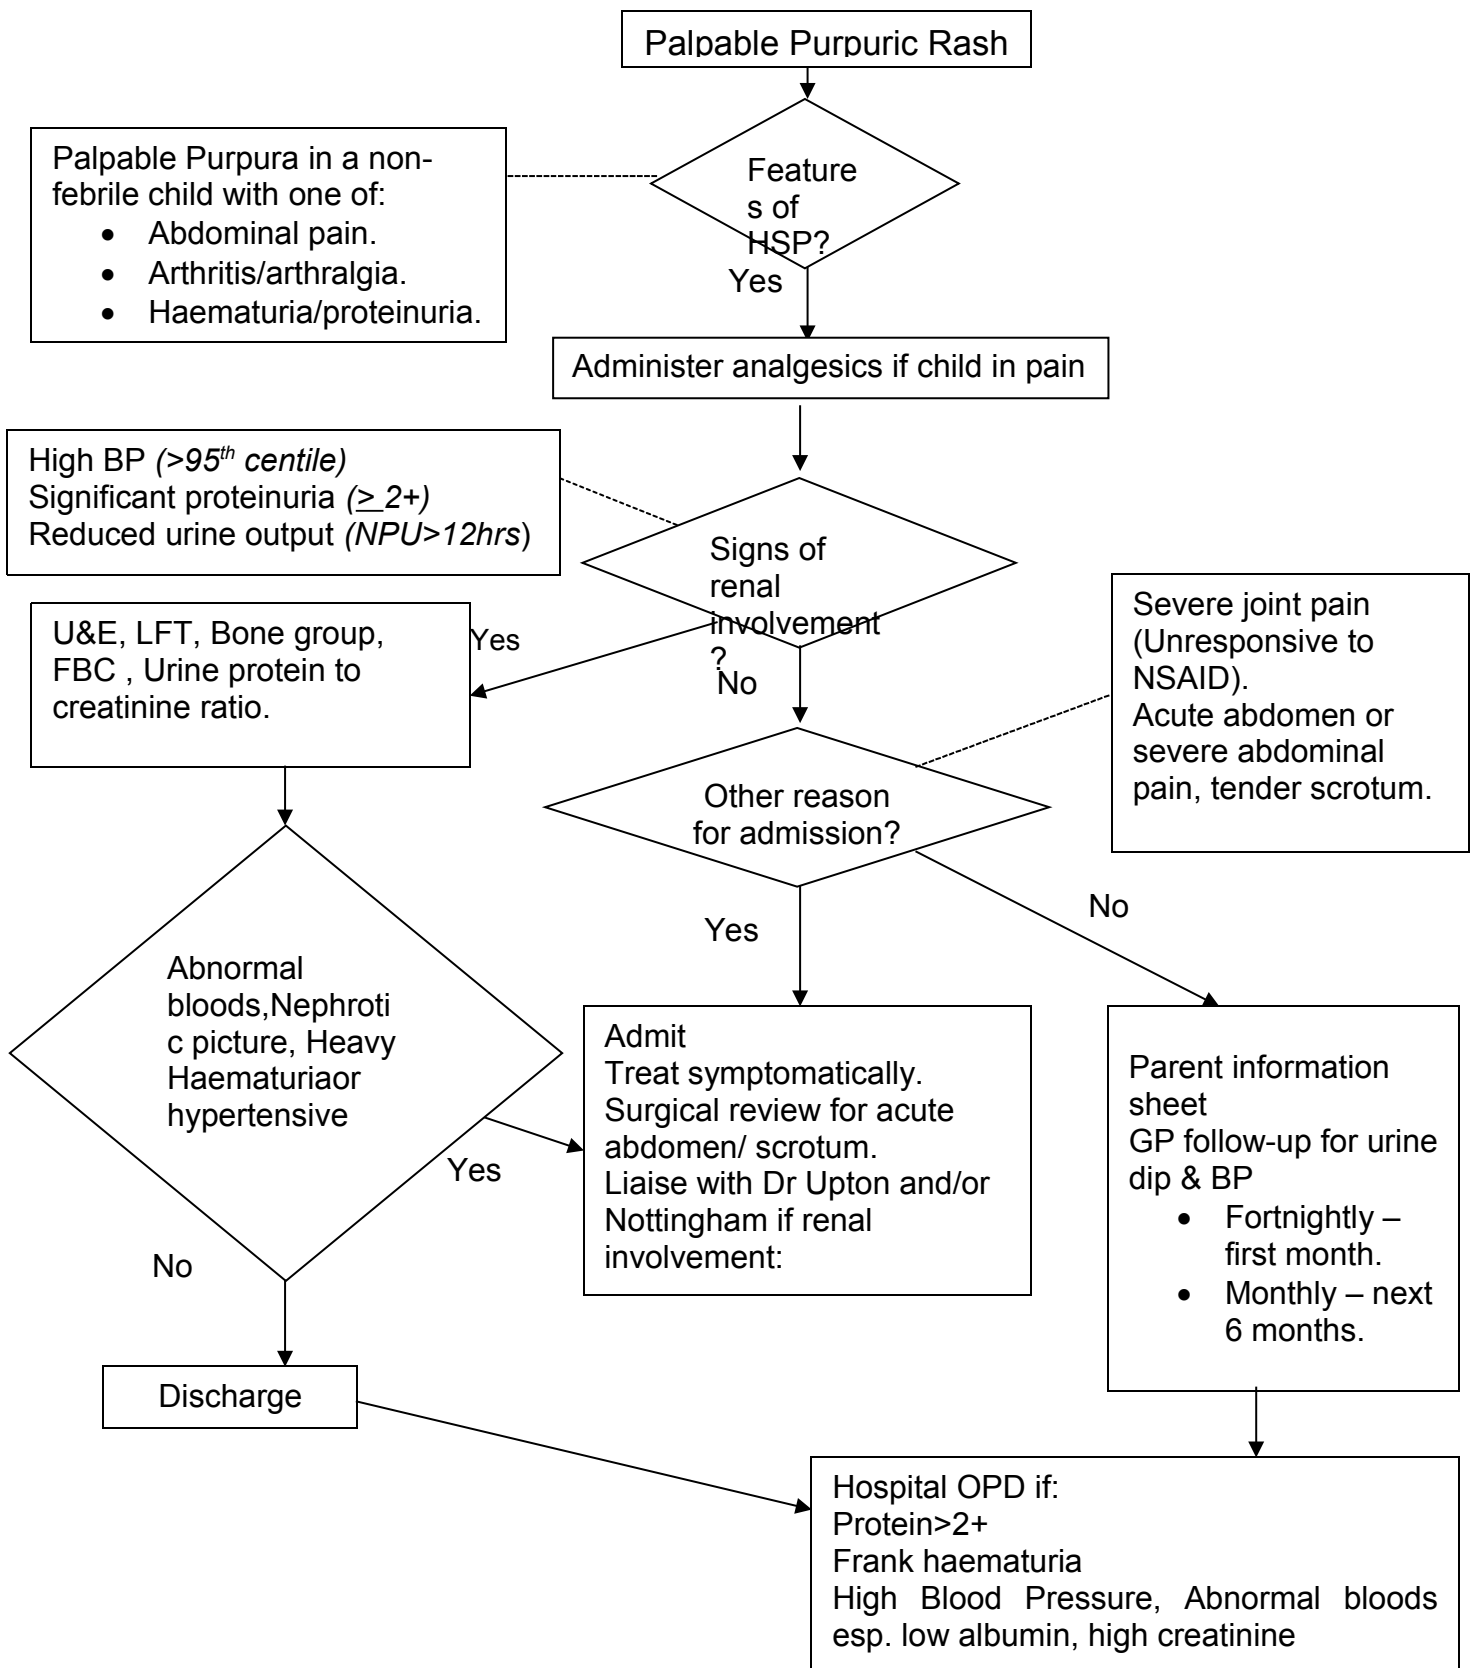 Palpable Purpuric Rash
Palpable Purpura in a non-
febrile child with one of:
• Abdominal pain.
• Arthritis/arthralgia.
• Haematuria/proteinuria.
Feature
s of
HSP?
Yes
Administer analgesics if child in pain
High BP (>95th centile)
Significant proteinuria (≥ 2+)
Reduced urine output (NPU>12hrs)
Signs of
renal
involvement
?
Yes
No
U&E, LFT, Bone group,
FBC , Urine protein to
creatinine ratio.
Severe joint pain
(Unresponsive to
NSAID).
Acute abdomen or
severe abdominal
pain, tender scrotum.
Other reason
for admission?
Yes
No
Abnormal
bloods,Nephroti
c picture, Heavy
Haematuriaor
hypertensive
Yes
No
Admit
Treat symptomatically.
Surgical review for acute
abdomen/ scrotum.
Liaise with Dr Upton and/or
Nottingham if renal
involvement:
Parent information
sheet
GP follow-up for urine
dip & BP
• Fortnightly –
first month.
• Monthly – next
6 months.
Discharge
Hospital OPD if:
Protein>2+
Frank haematuria
High Blood Pressure, Abnormal bloods
esp. low albumin, high creatinine